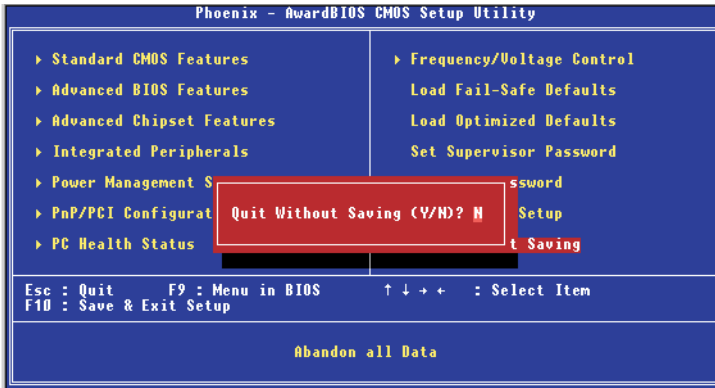 Phoenix - AwardBIOS CMOS Setup Utility
Standard CMOS Features
Advanced BIOS Features
Advanced Chipset Features
Integrated Peripherals
Power Management S
PnP/PCI Configurat
PC Health Status
Frequency/Voltage Control
Load Fail-Safe Defaults
Load Optimized Defaults
Set Supervisor Password
ssword
Setup
t Saving
Quit Without Saving (Y/N)? N
Esc : Quit F9 : Menu in BIOS ↑ ↓ → ← : Select Item
F10 : Save & Exit Setup
Abandon all Data